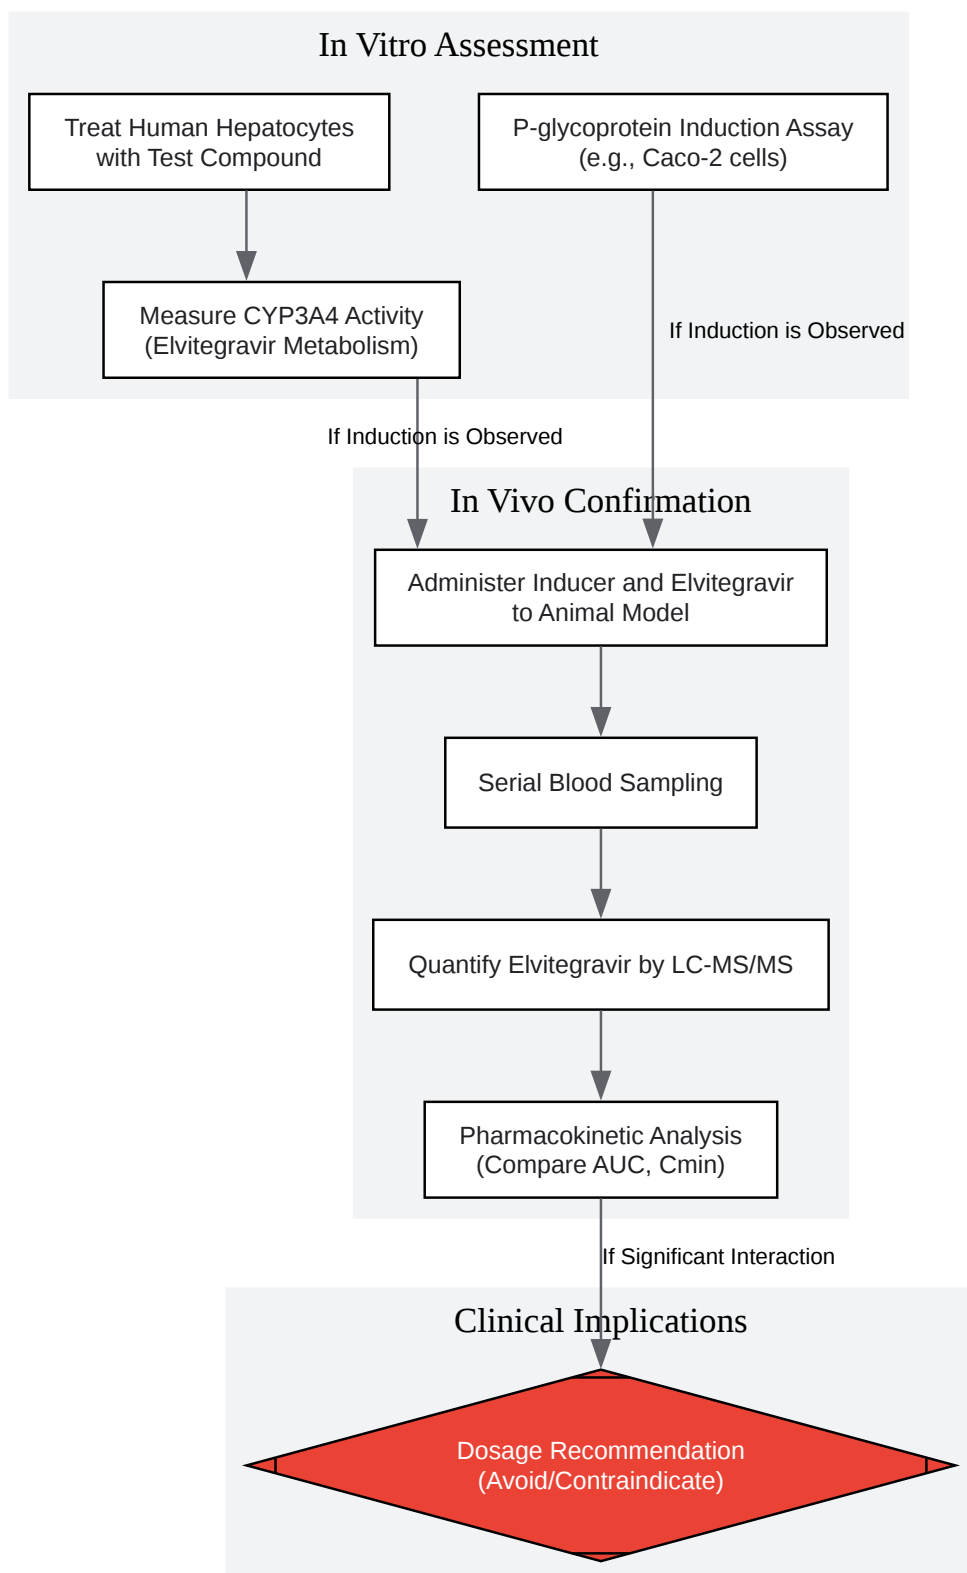 In Vitro Assessment
Treat Human Hepatocytes
with Test Compound
P-glycoprotein Induction Assay
(e.g., Caco-2 cells)
Measure CYP3A4 Activity
(Elvitegravir Metabolism)
If Induction is Observed
If Induction is Observed
In Vivo Confirmation
Administer Inducer and Elvitegravir
to Animal Model
Serial Blood Sampling
Quantify Elvitegravir by LC-MS/MS
Pharmacokinetic Analysis
(Compare AUC, Cmin)
If Significant Interaction
Clinical Implications
Dosage Recommendation
(Avoid/Contraindicate)